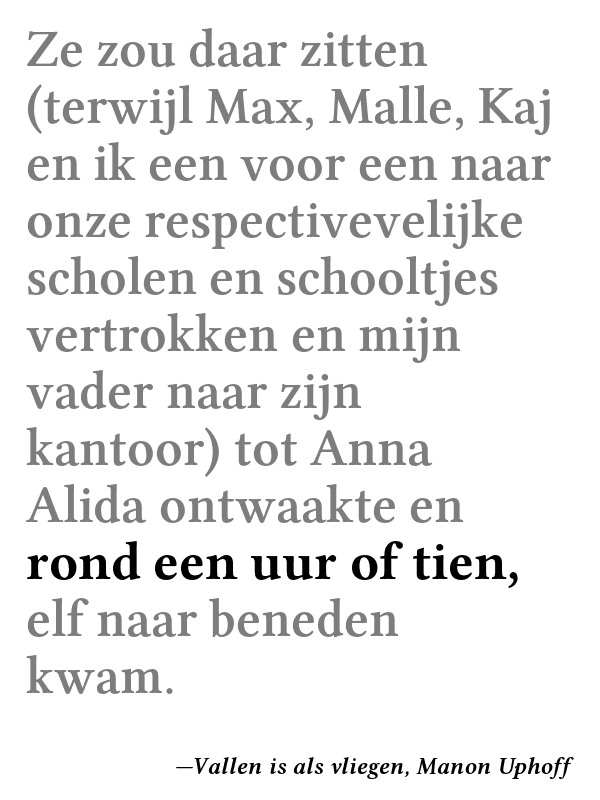 Ze zou daar zitten
(terwijl Max, Malle, Kaj
en ik een voor een naar
onze respectivevelijke
scholen en schooltjes
vertrokken en mijn
vader naar zijn
kantoor) tot Anna
Alida ontwaakte en
rond een uur of tien,
elf naar beneden
kwam.
—Vallen is als vliegen, Manon Uphoff